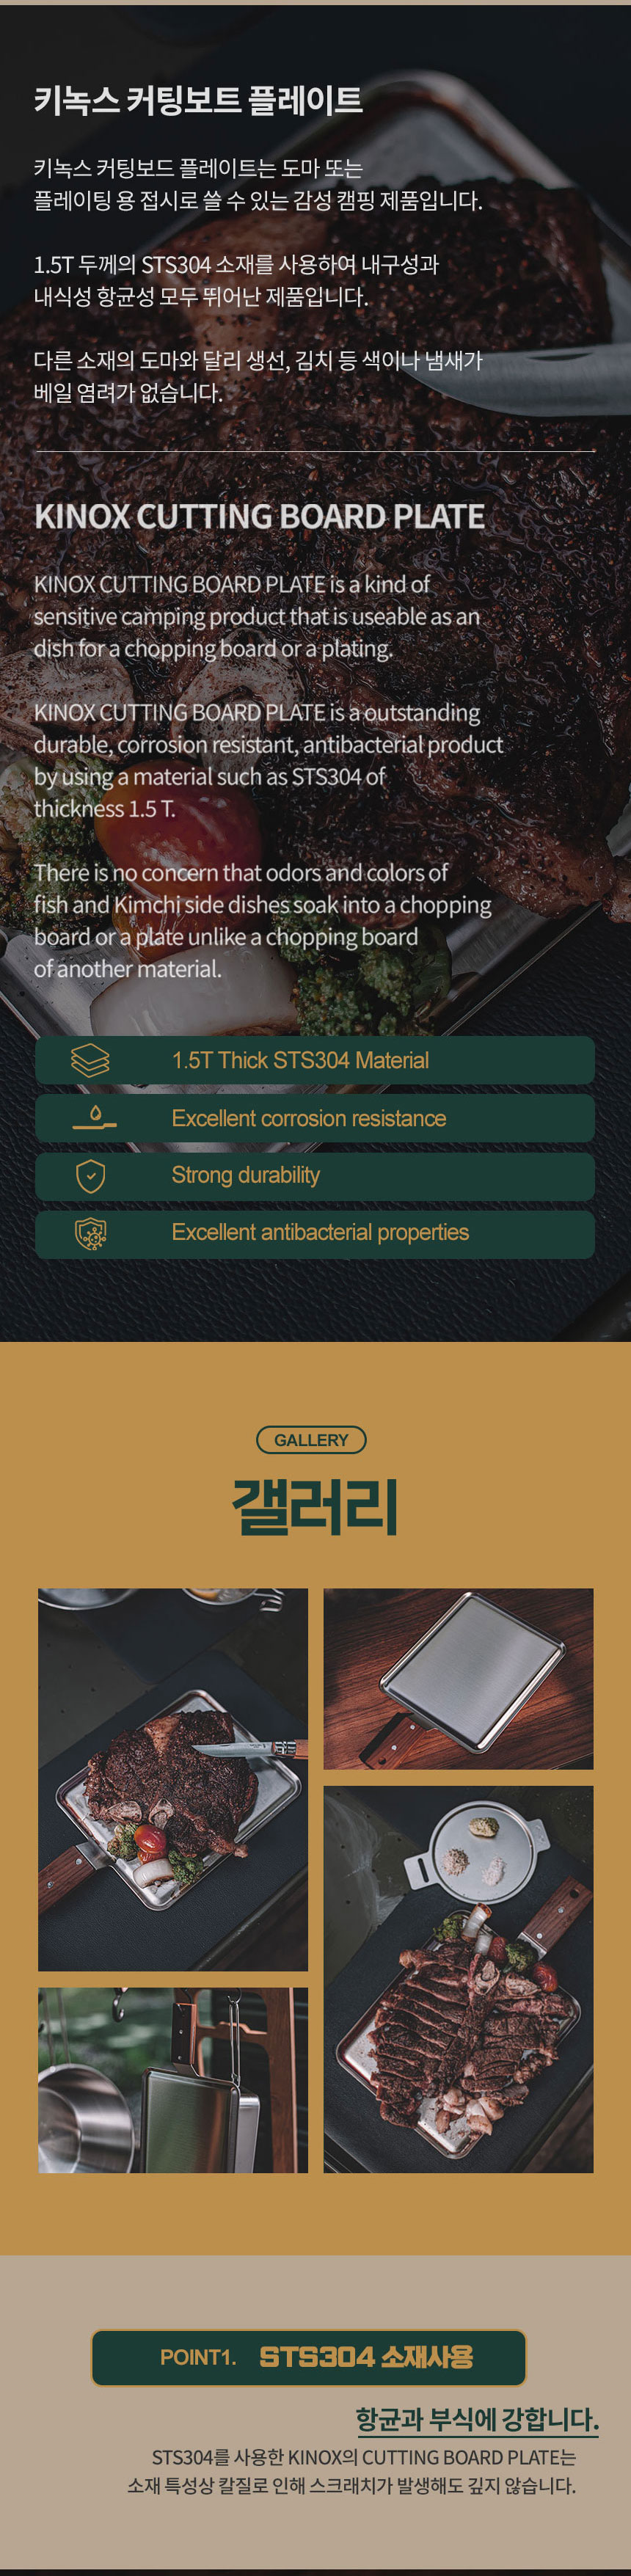 키녹스 커팅보트 플레이트
키녹스 커팅보드 플레이트는 도마 또는
플레이팅 용 접시로 쓸 수 있는 감성 캠핑 제품입니다.
1.5T 두께의 STS304 소재를 사용하여 내구성과
내식성 항균성 모두 뛰어난 제품입니다.
다른 소재의 도마와 달리 생선, 김치 등 색이나 냄새가
베일 염려가 없습니다.
KINOX CUTTING BOARD PLATE
KINOX CUTTING BOARD PLATE is a kind of
sensitive camping product that is useable as an
dish for a chopping board or a plating.
KINOX CUTTING BOARD PLATE is a outstanding
durable, corrosion resistant, antibacterial product
by using a material such as STS304 of
thickness 1.5 T.
There is no concern that odors and colors of
fish and Kimchi side dishes soak into a chopping
board or a plate unlike a chopping board
of another material.
1.5T Thick STS304 Material
Excellent corrosion resistance
Strong durability
Excellent antibacterial properties
GALLERY
갤러리
POINT1. STS304 소재사용
항균과 부식에 강합니다.
STS304를 사용한 KINOX의 CUTTING BOARD PLATE는
소재 특성상 칼질로 인해 스크래치가 발생해도 깊지 않습니다.